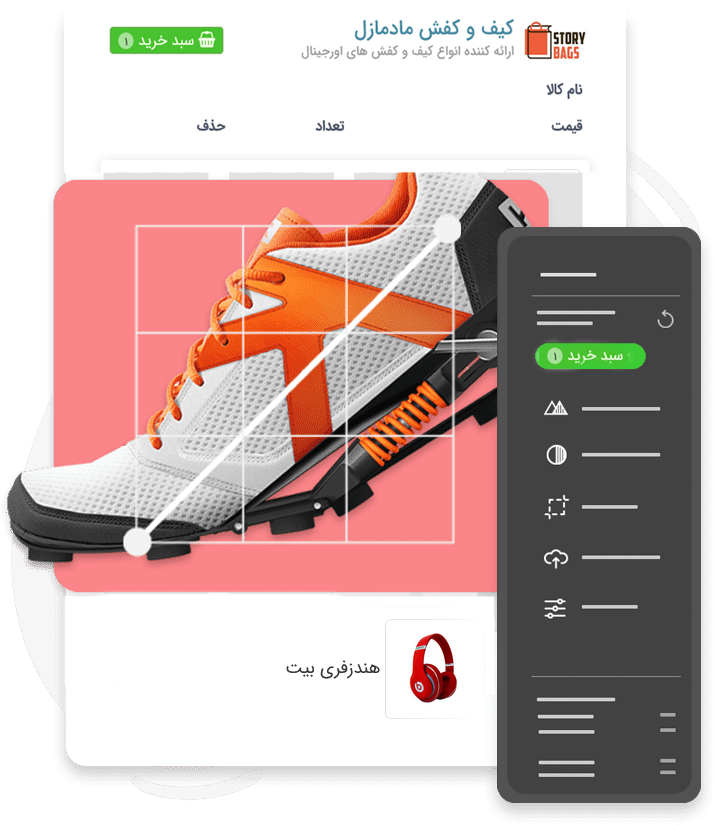 کیف و کفش مادمازل
ارائه کننده انواع کیف و کفش های اورجینال
STORY
BAGS
سبد خرید ۱
نام کالا
قیمت
تعداد
حذف
سبد خرید ۱
هندزفری بیت